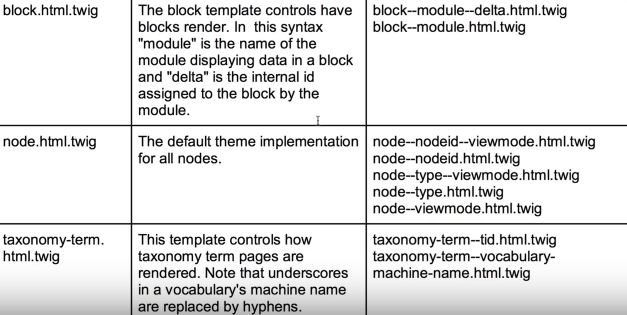 block.html.twig
The block template controls have
blocks render. In this syntax
"module" is the name of the
module displaying data in a block
and "delta" is the internal id
assigned to the block by the
module.
block--module--delta.html.twig
block--module.html.twig
node.html.twig
The default theme implementation
for all nodes.
node--nodeid--viewmode.html.twig
node--nodeid.html.twig
node--type--viewmode.html.twig
node--type.html.twig
node--viewmode.html.twig
taxonomy-term.
html.twig
This template controls how
taxonomy term pages are
rendered. Note that underscores
in a vocabulary's machine name
are replaced by hyphens.
taxonomy-term--tid.html.twig
taxonomy-term--vocabulary-
machine-name.html.twig